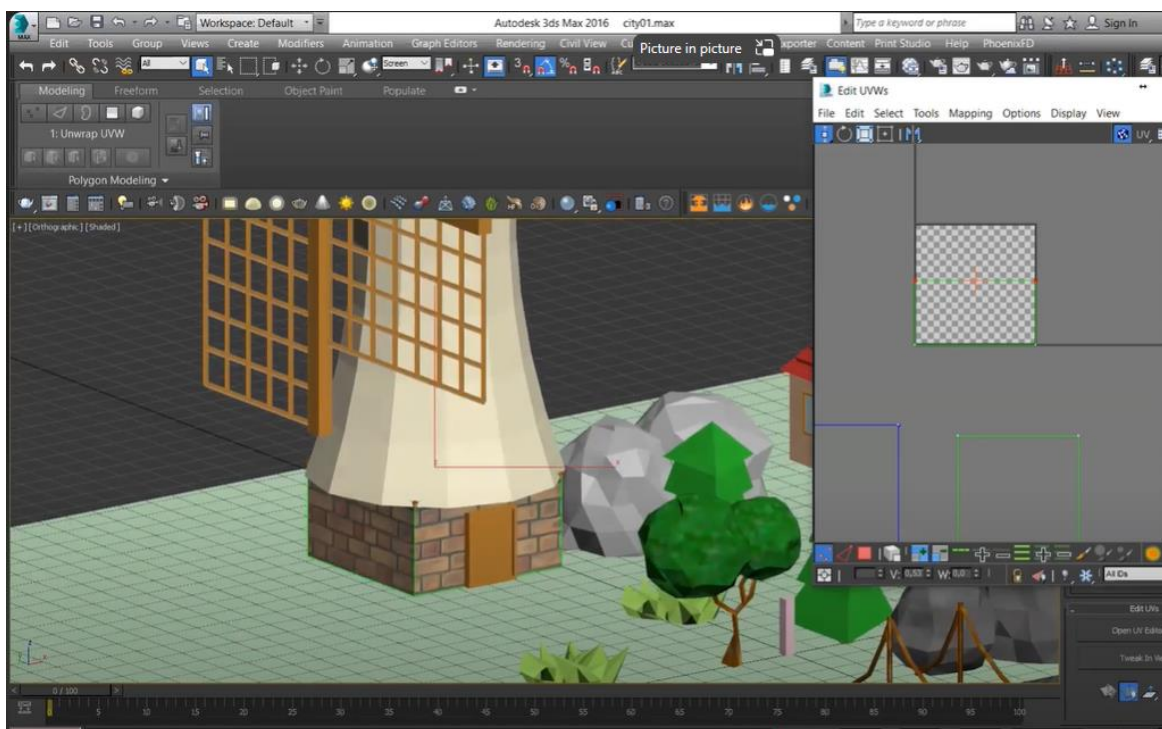 Workspace: Default
Autodesk 3ds Max 2016 city01.max
Type a keyword or phrase
Sign In
MAX
Edit Tools Group Views Create Modifiers Animation Graph Editors Rendering Civil View
Picture in picture
xporter Content Print Studio Help PhoenixFD
All
Screen
Modeling Freeform Selection Object Paint Populate
1: Unwrap UVW
Polygon Modeling
[+][Orthographic][Shaded]
Edit UVWs
File Edit Select Tools Mapping Options Display View
UV
V: W: 0,0
All IDs
Edit UVs
Open UV Editor
Tweak In Vi
0 / 100
5 10 15 20 25 30 35 40 45 50 55 60 65 70 75 80 85 90 95 100